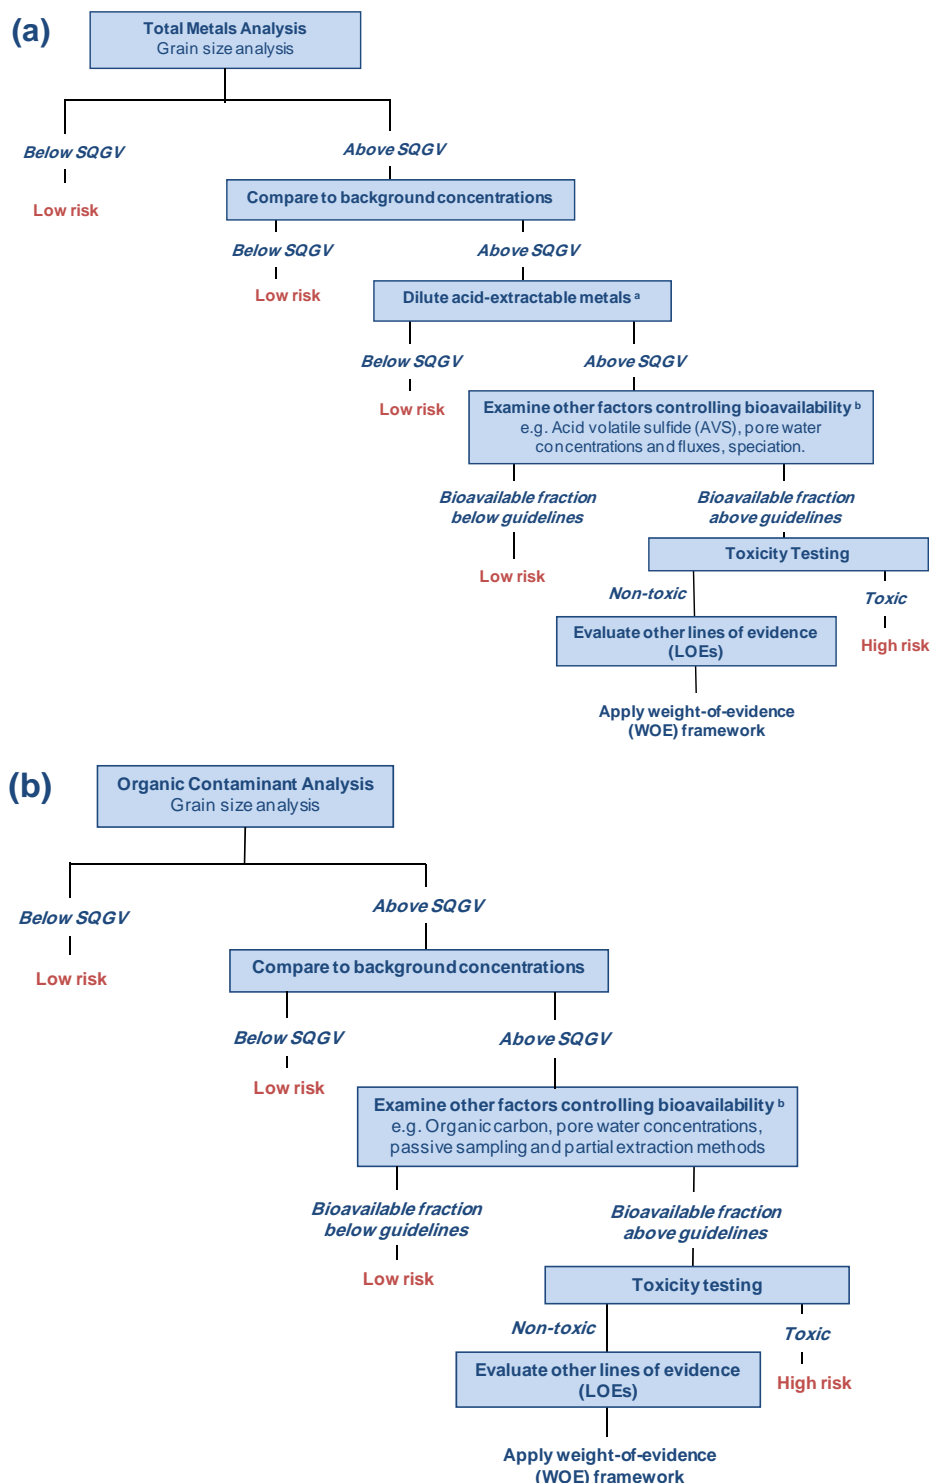 (a)
Total Metals Analysis
Grain size analysis
Below SQGV
Above SQGV
Low risk
Compare to background concentrations
Below SQGV
Above SQGV
Low risk
Dilute acid-extractable metals a
Below SQGV
Above SQGV
Low risk
Examine other factors controlling bioavailability b
e.g. Acid volatile sulfide (AVS), pore water
concentrations and fluxes, speciation.
Bioavailable fraction
below guidelines
Bioavailable fraction
above guidelines
Low risk
Toxicity Testing
Non-toxic
Toxic
Evaluate other lines of evidence
(LOEs)
High risk
Apply weight-of-evidence
(WOE) framework
(b)
Organic Contaminant Analysis
Grain size analysis
Below SQGV
Above SQGV
Low risk
Compare to background concentrations
Below SQGV
Above SQGV
Low risk
Examine other factors controlling bioavailability b
e.g. Organic carbon, pore water concentrations,
passive sampling and partial extraction methods
Bioavailable fraction
below guidelines
Bioavailable fraction
above guidelines
Low risk
Toxicity testing
Non-toxic
Toxic
Evaluate other lines of evidence
(LOEs)
High risk
Apply weight-of-evidence
(WOE) framework